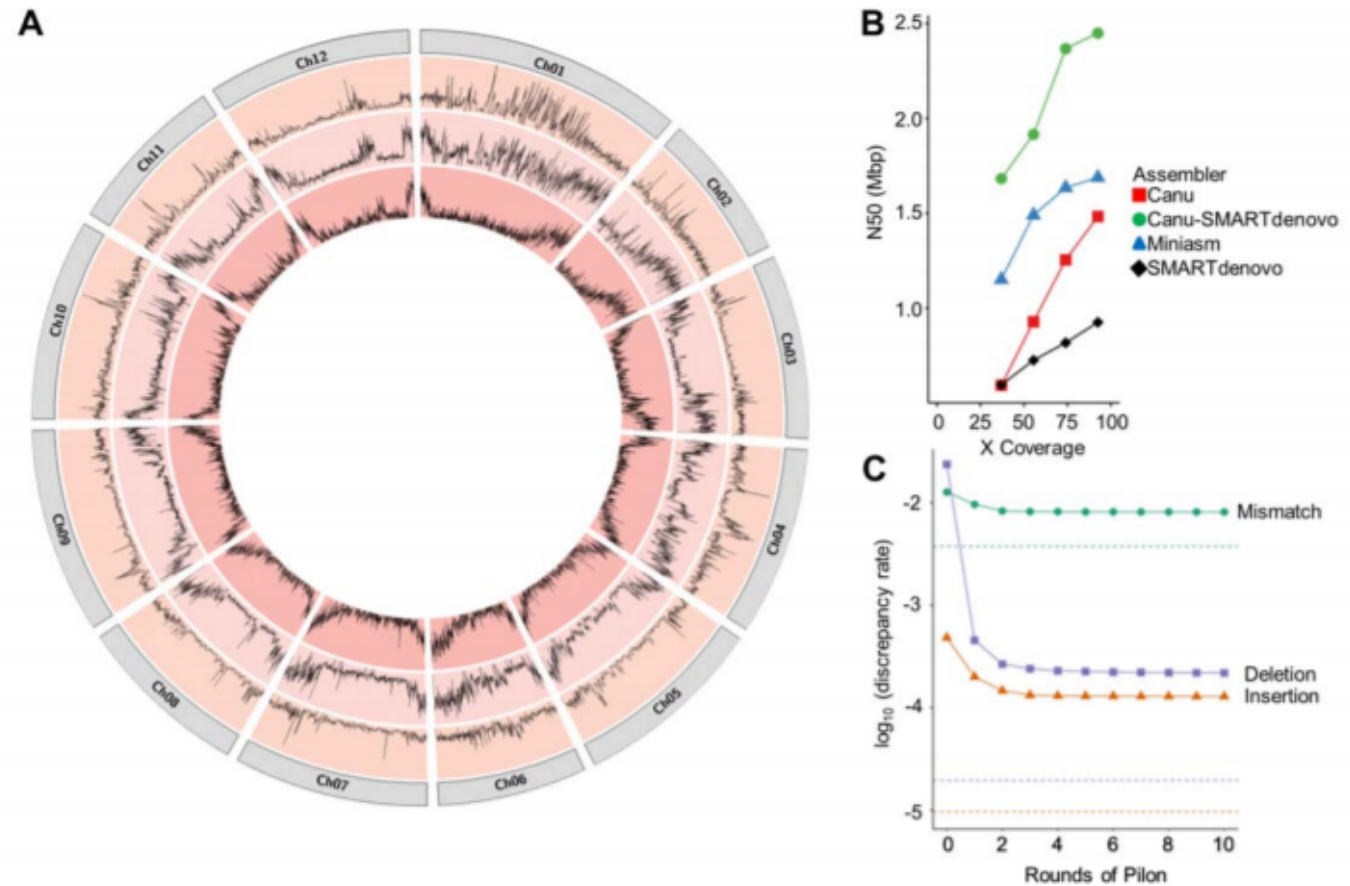 A
Ch01
Ch02
Ch03
Ch04
Ch05
Ch06
Ch07
Ch08
Ch09
Ch10
Ch11
Ch12
B
2.5
2.0
1.5
1.0
N50 (Mbp)
0 25 50 75 100
X Coverage
Assembler
Canu
Canu-SMARTdenovo
Miniasm
SMARTdenovo
C
-2
-3
-4
-5
log10 (discrepancy rate)
Mismatch
Deletion
Insertion
0 2 4 6 8 10
Rounds of Pilon